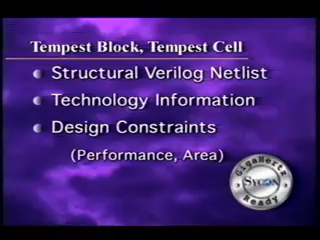 Tempest Block, Tempest Cell
Structural Verilog Netlist
Technology Information
Design Constraints
(Performance, Area)
GigaHertz
Ready